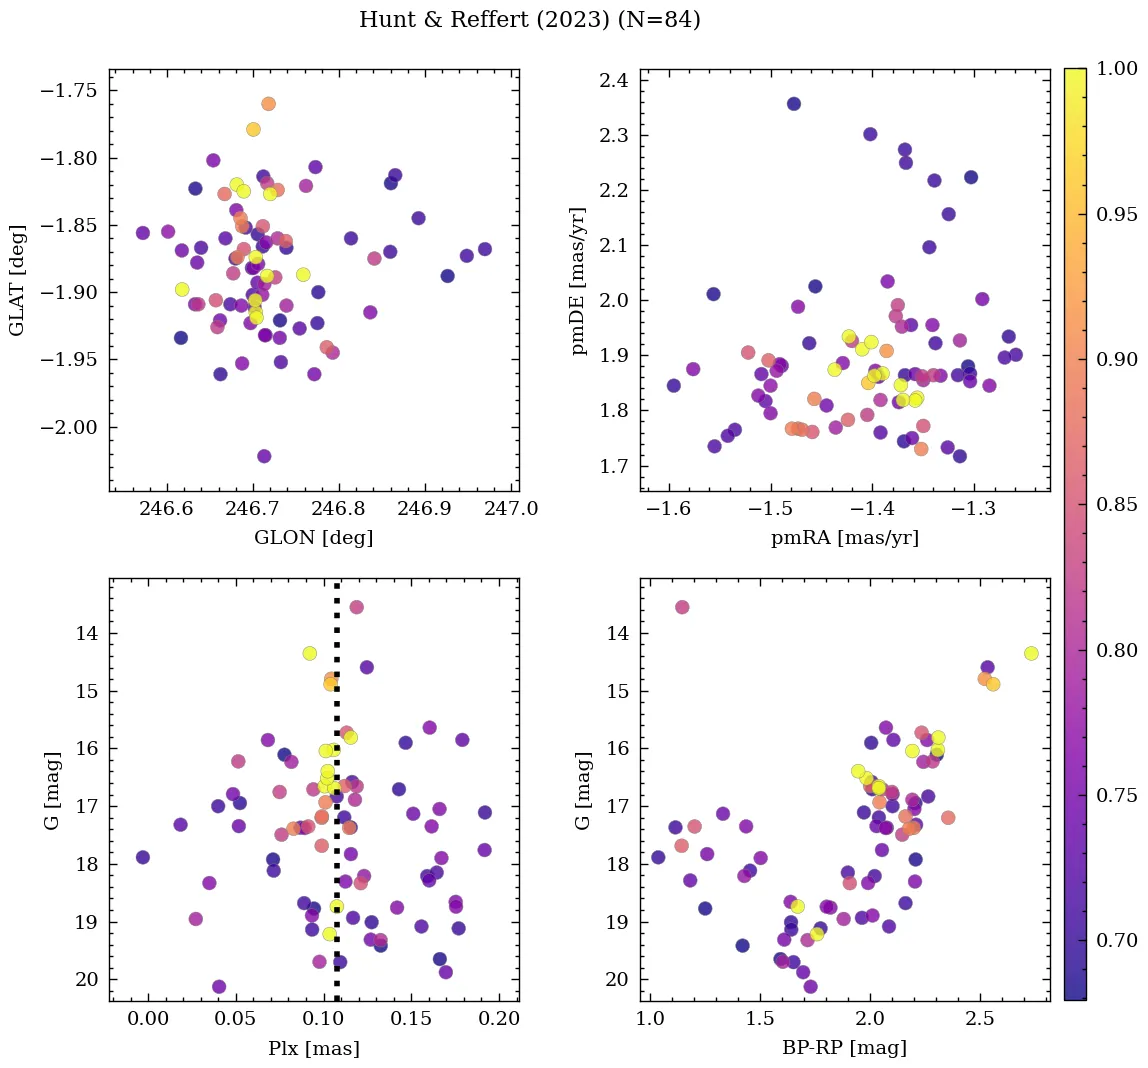 Hunt & Reffert (2023) (N=84)
−1.75
−1.80
−1.85
−1.90
−1.95
−2.00
GLAT [deg]
246.6 246.7 246.8 246.9 247.0
GLON [deg]
2.4
2.3
2.2
2.1
2.0
1.9
1.8
1.7
pmDE [mas/yr]
−1.6 −1.5 −1.4 −1.3
pmRA [mas/yr]
14
15
16
17
18
19
20
G [mag]
0.00 0.05 0.10 0.15 0.20
Plx [mas]
14
15
16
17
18
19
20
G [mag]
1.0 1.5 2.0 2.5
BP-RP [mag]
1.00
0.95
0.90
0.85
0.80
0.75
0.70